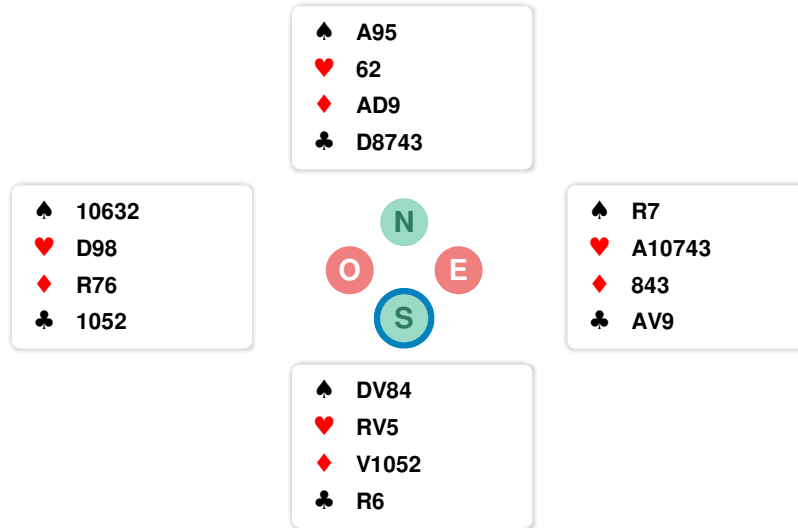 ♠ A95
♥ 62
♦ AD9
♣ D8743
♠ 10632
♥ D98
♦ R76
♣ 1052
N
O E
S
♠ R7
♥ A10743
♦ 843
♣ AV9
♠ DV84
♥ RV5
♦ V1052
♣ R6